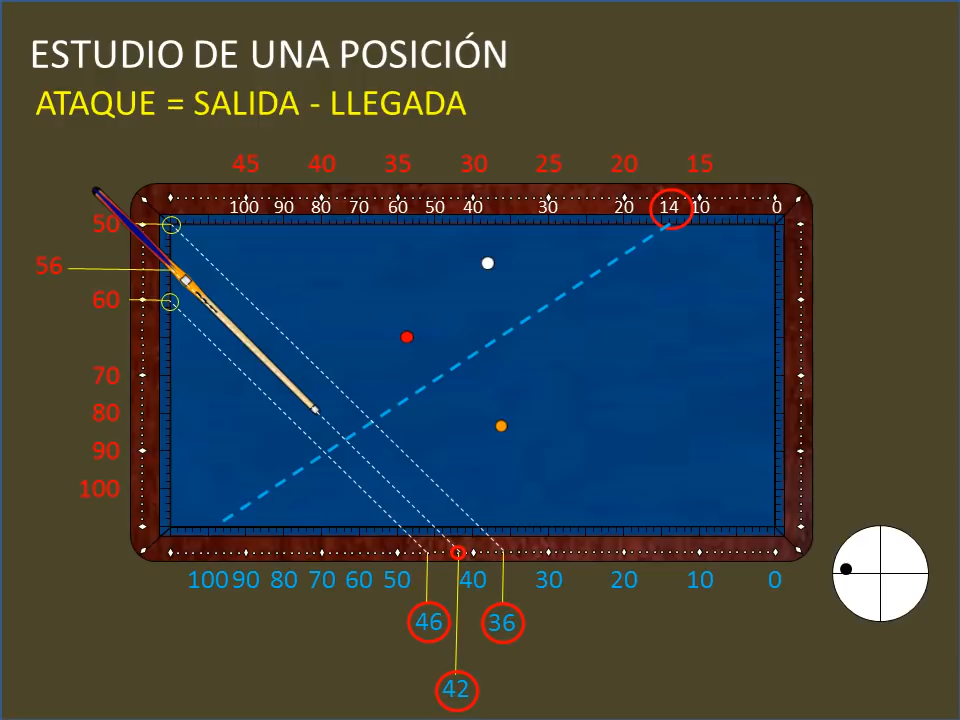 ESTUDIO DE UNA POSICIÓN
ATAQUE = SALIDA - LLEGADA
45 40 35 30 25 20 15
100 90 80 70 60 50 40 30 20 14 10 0
50
56
60
70
80
90
100
100 90 80 70 60 50 40 30 20 10 0
46 36
42